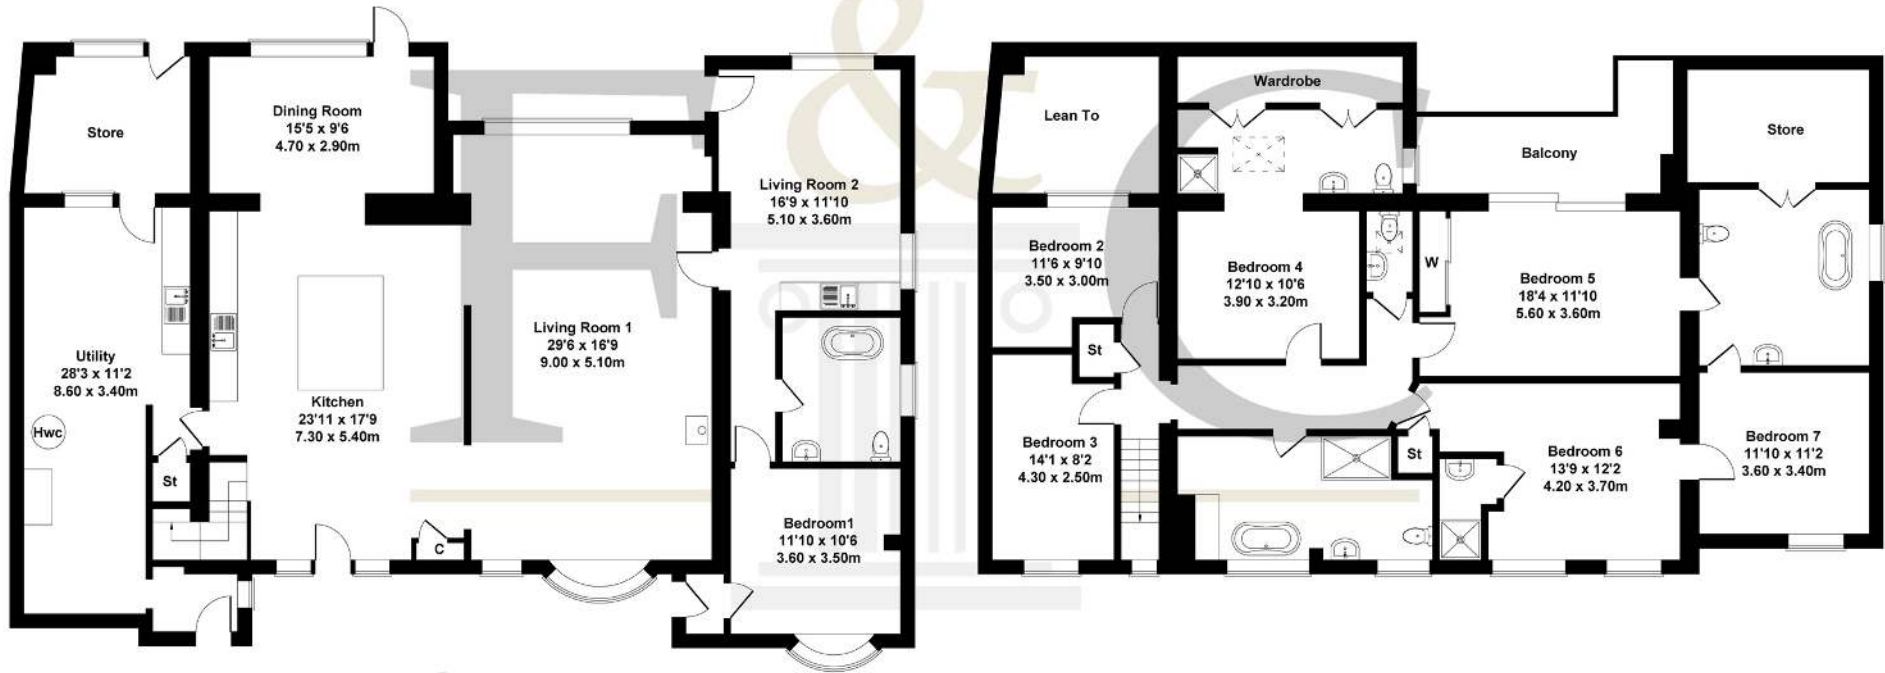 Store
Dining Room
15'5 x 9'6
4.70 x 2.90m
Living Room 2
16'9 x 11'10
5.10 x 3.60m
Living Room 1
29'6 x 16'9
9.00 x 5.10m
Utility
28'3 x 11'2
8.60 x 3.40m
Hwc
St
Kitchen
23'11 x 17'9
7.30 x 5.40m
C
Bedroom1
11'10 x 10'6
3.60 x 3.50m
Lean To
Wardrobe
Balcony
Store
Bedroom 2
11'6 x 9'10
3.50 x 3.00m
St
Bedroom 4
12'10 x 10'6
3.90 x 3.20m
W
Bedroom 5
18'4 x 11'10
5.60 x 3.60m
Bedroom 3
14'1 x 8'2
4.30 x 2.50m
St
Bedroom 6
13'9 x 12'2
4.20 x 3.70m
Bedroom 7
11'10 x 11'2
3.60 x 3.40m
F&C